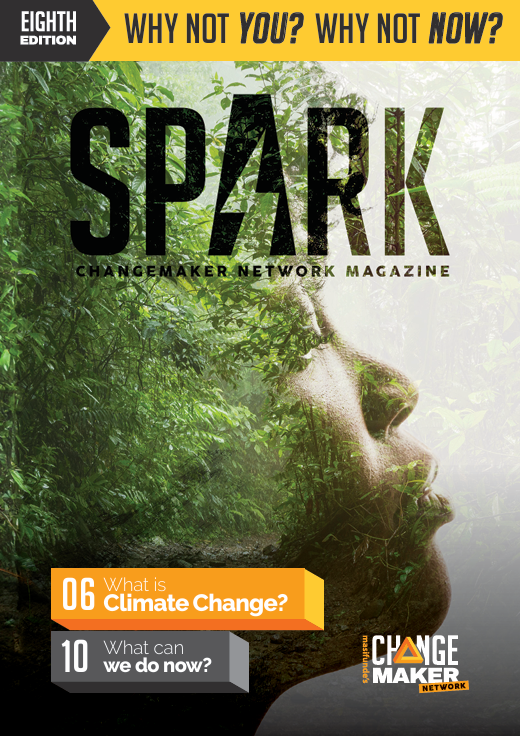 EIGHTH
EDITION
WHY NOT YOU? WHY NOT NOW?
SPARK
CHANGEMAKER NETWORK MAGAZINE
06 What is
Climate Change?
10 What can
we do now?
masifunde's
CHANGE
MAKER
NETWORK